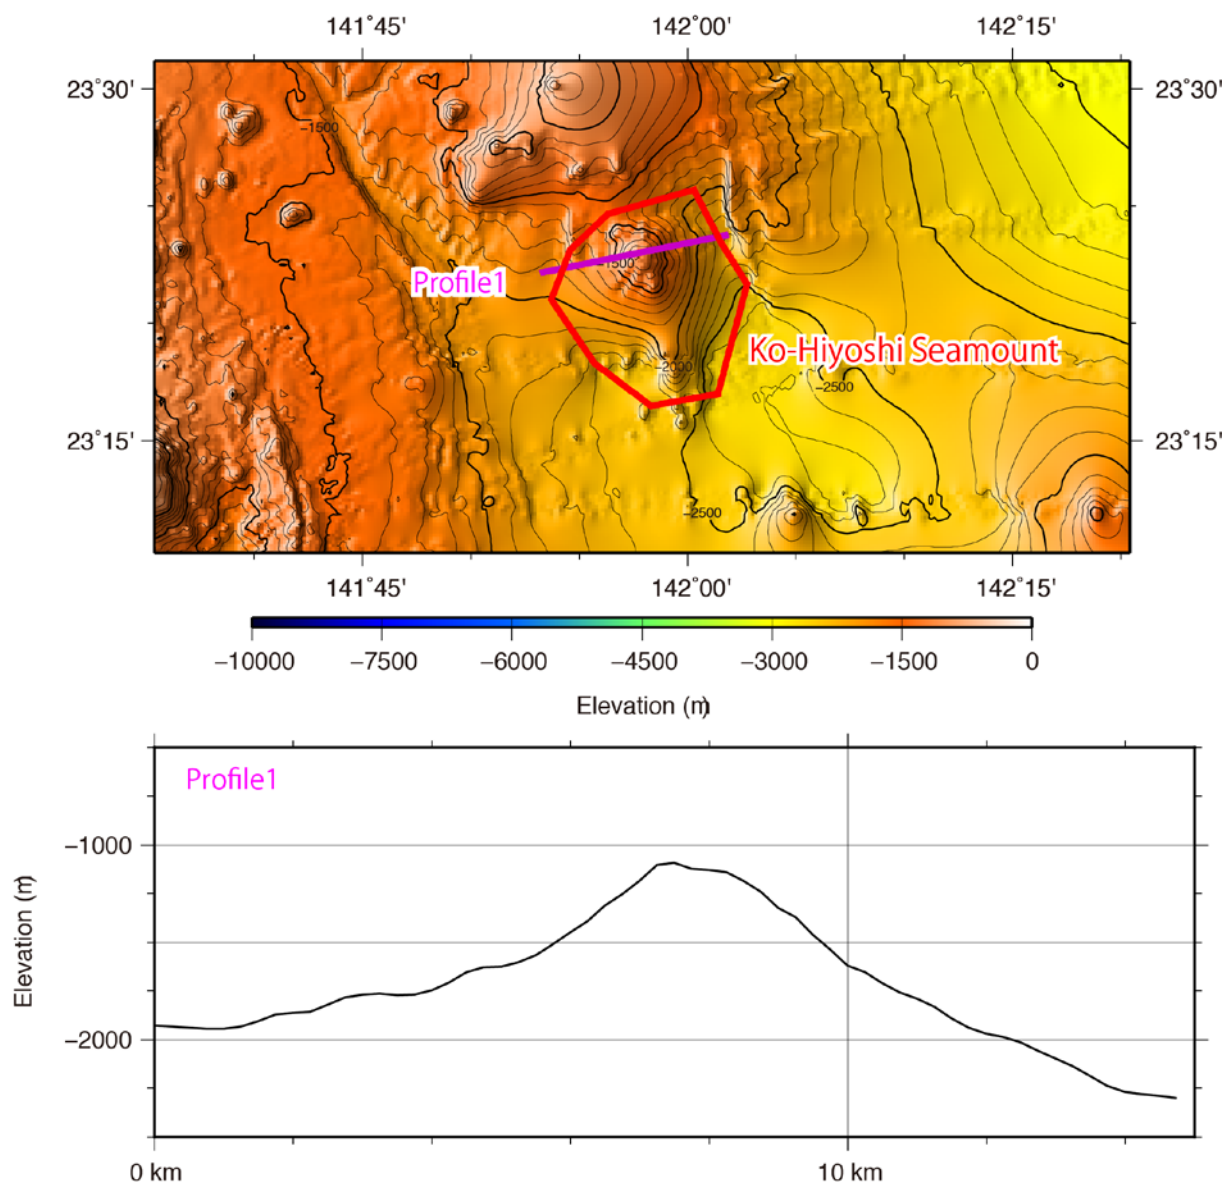 141°45' 142°00' 142°15'
23°30' 23°30'
−1500
−1500
Profile1
Ko-Hiyoshi Seamount
−2000
−2500
23°15' 23°15'
−2500
141°45' 142°00' 142°15'
−10000 −7500 −6000 −4500 −3000 −1500 0
Elevation (m)
Profile1
−1000
Elevation (m)
−2000
0 km 10 km